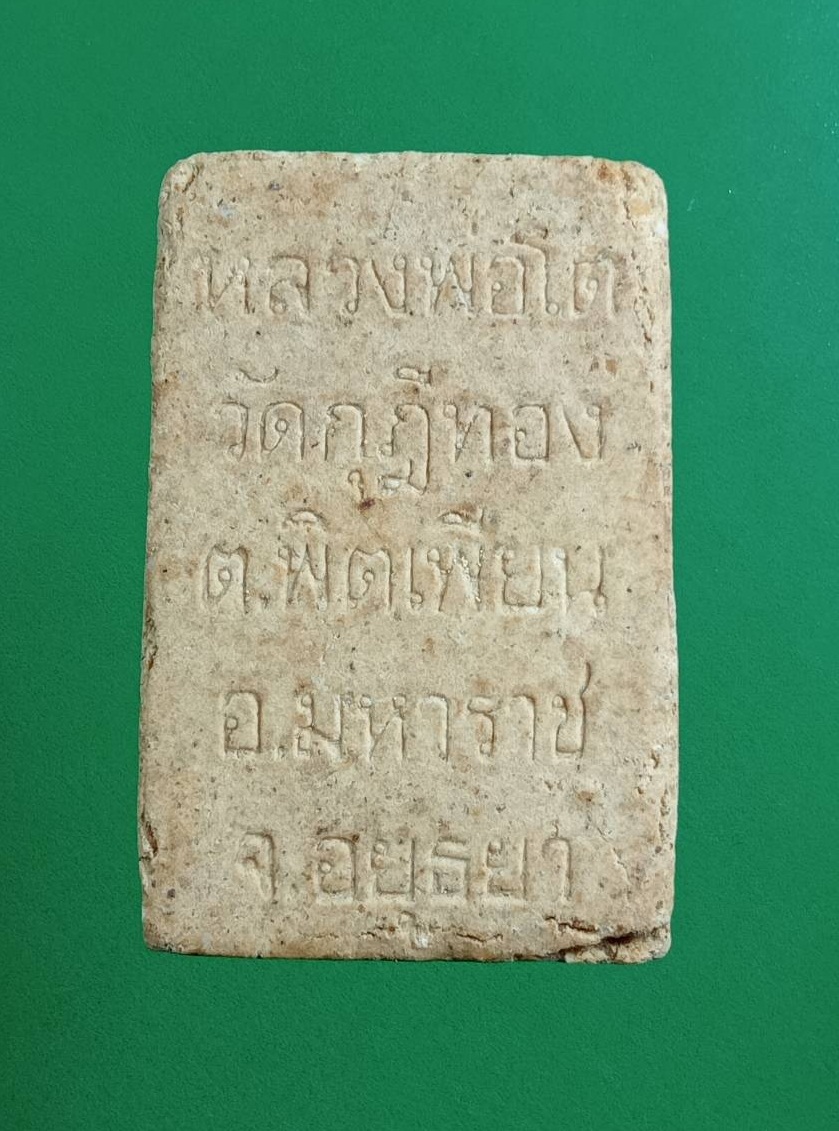 หลวงพ่อโต
วัดกุฎีทอง
ต.พิตเพียน
อ.มหาราช
จ.อยุธยา